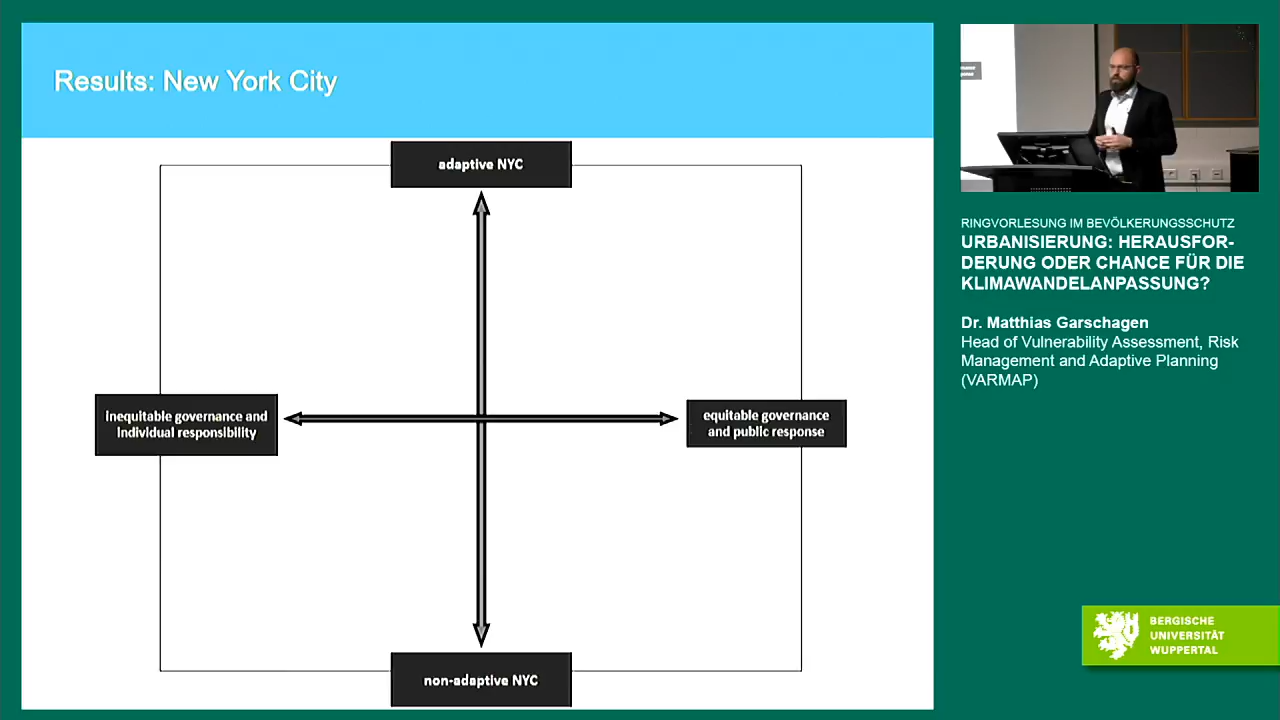 Results: New York City
adaptive NYC
inequitable governance and
individual responsibility
equitable governance
and public response
non-adaptive NYC
RINGVORLESUNG IM BEVÖLKERUNGSSCHUTZ
URBANISIERUNG: HERAUSFOR-
DERUNG ODER CHANCE FÜR DIE
KLIMAWANDELANPASSUNG?
Dr. Matthias Garschagen
Head of Vulnerability Assessment, Risk
Management and Adaptive Planning
(VARMAP)
BERGISCHE
UNIVERSITÄT
WUPPERTAL